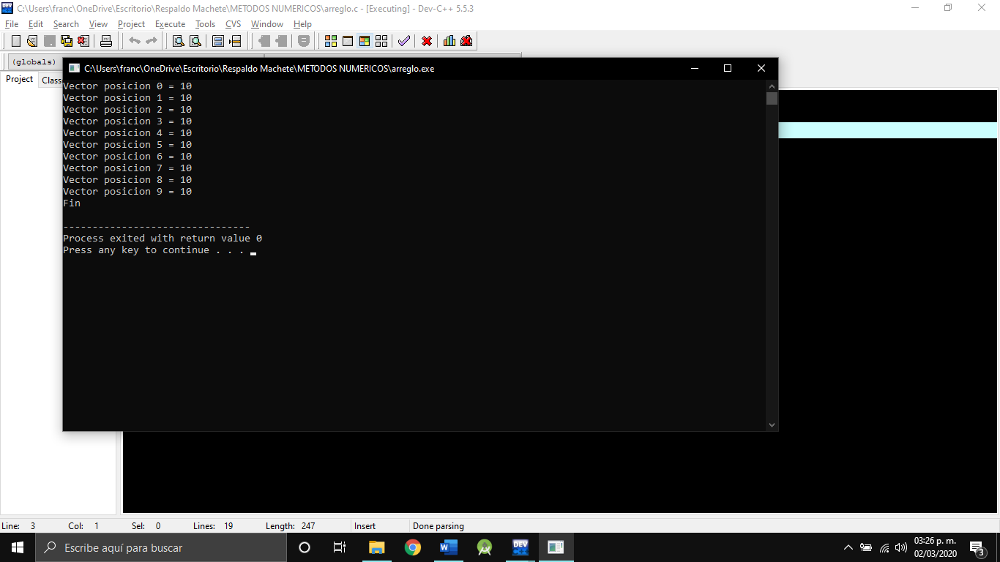 C:\Users\franc\OneDrive\Escritorio\Respaldo Machete\METODOS NUMERICOS\arreglo.c - [Executing] - Dev-C++ 5.5.3
File Edit Search View Project Execute Tools CVS Window Help
(globals)
Project Class
C:\Users\franc\OneDrive\Escritorio\Respaldo Machete\METODOS NUMERICOS\arreglo.exe
Vector posicion 0 = 10
Vector posicion 1 = 10
Vector posicion 2 = 10
Vector posicion 3 = 10
Vector posicion 4 = 10
Vector posicion 5 = 10
Vector posicion 6 = 10
Vector posicion 7 = 10
Vector posicion 8 = 10
Vector posicion 9 = 10
Fin
--------------------------------
Process exited with return value 0
Press any key to continue . . .
Line: 3 Col: 1 Sel: 0 Lines: 19 Length: 247 Insert Done parsing
Escribe aquí para buscar
03:26 p. m.
02/03/2020
3